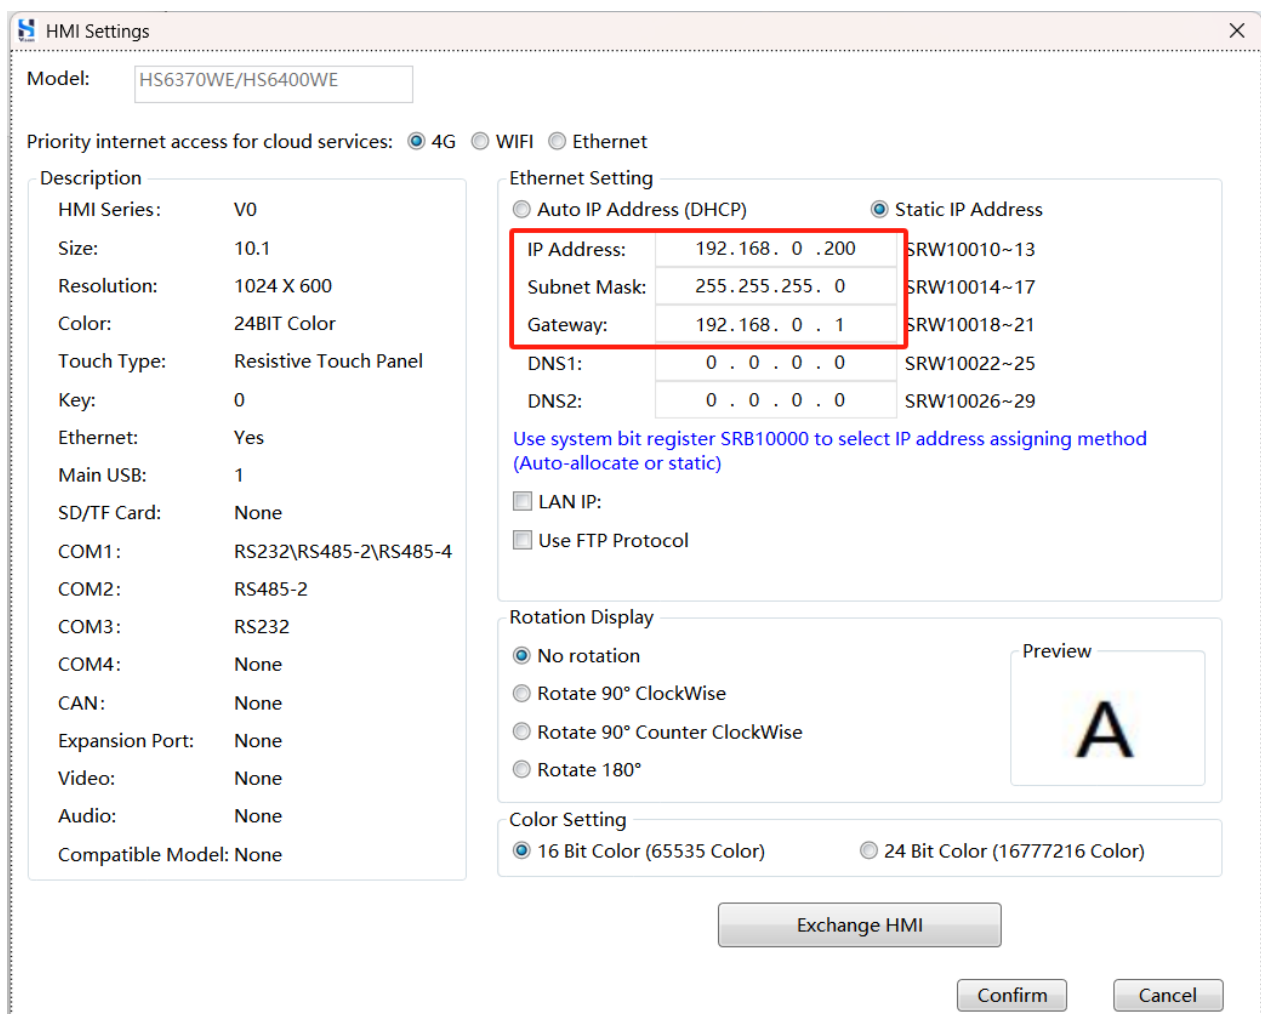 HMI Settings
Model: HS6370WE/HS6400WE
Priority internet access for cloud services: 4G WIFI Ethernet
Description
HMI Series: V0
Size: 10.1
Resolution: 1024 X 600
Color: 24BIT Color
Touch Type: Resistive Touch Panel
Key: 0
Ethernet: Yes
Main USB: 1
SD/TF Card: None
COM1: RS232\RS485-2\RS485-4
COM2: RS485-2
COM3: RS232
COM4: None
CAN: None
Expansion Port: None
Video: None
Audio: None
Compatible Model: None
Ethernet Setting
Auto IP Address (DHCP) Static IP Address
IP Address: 192.168. 0 .200 SRW10010~13
Subnet Mask: 255.255.255. 0 SRW10014~17
Gateway: 192.168. 0 . 1 SRW10018~21
DNS1: 0 . 0 . 0 . 0 SRW10022~25
DNS2: 0 . 0 . 0 . 0 SRW10026~29
Use system bit register SRB10000 to select IP address assigning method
(Auto-allocate or static)
LAN IP:
Use FTP Protocol
Rotation Display
No rotation
Rotate 90° ClockWise
Rotate 90° Counter ClockWise
Rotate 180°
Preview
A
Color Setting
16 Bit Color (65535 Color) 24 Bit Color (16777216 Color)
Exchange HMI
Confirm Cancel